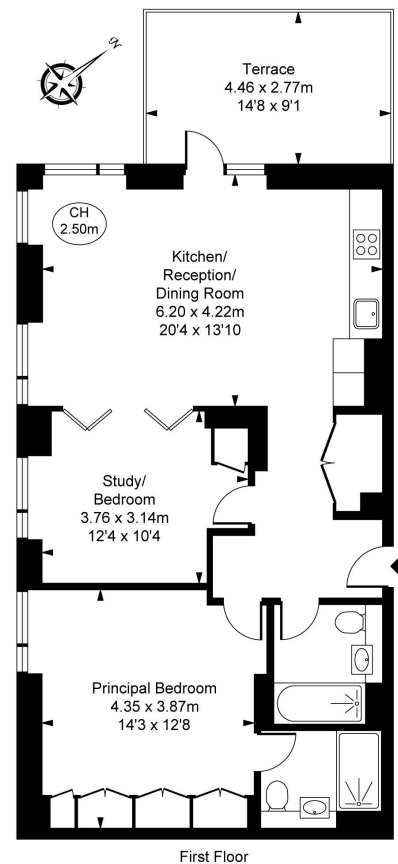 N
Terrace
4.46 x 2.77m
14'8 x 9'1
CH
2.50m
Kitchen/
Reception/
Dining Room
6.20 x 4.22m
20'4 x 13'10
Study/
Bedroom
3.76 x 3.14m
12'4 x 10'4
Principal Bedroom
4.35 x 3.87m
14'3 x 12'8
First Floor